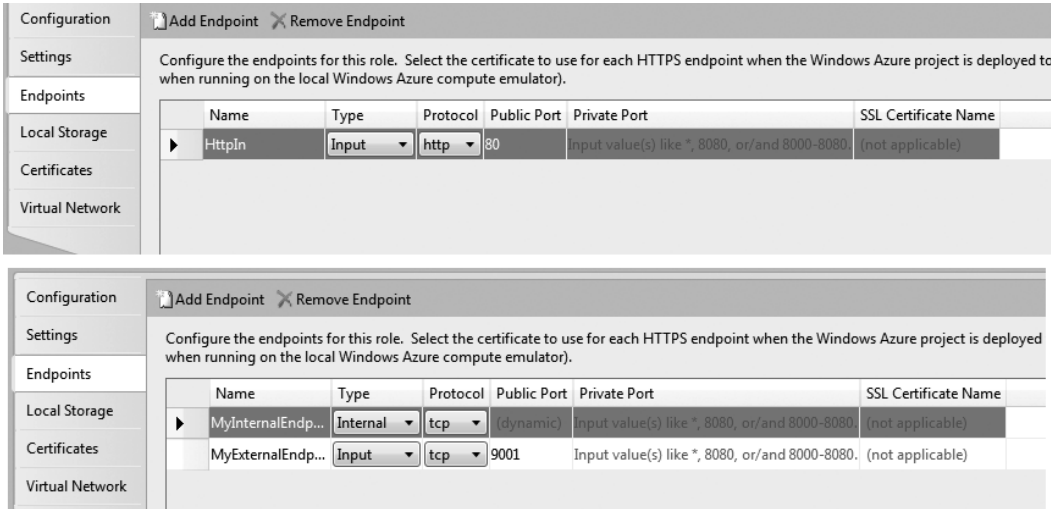 Configuration
Settings
Endpoints
Local Storage
Certificates
Virtual Network
Add Endpoint Remove Endpoint
Configure the endpoints for this role. Select the certificate to use for each HTTPS endpoint when the Windows Azure project is deployed to
when running on the local Windows Azure compute emulator).
Name Type Protocol Public Port Private Port SSL Certificate Name
HttpIn Input http 80 Input value(s) like *, 8080, or/and 8000-8080. (not applicable)
Configuration
Settings
Endpoints
Local Storage
Certificates
Virtual Network
Add Endpoint Remove Endpoint
Configure the endpoints for this role. Select the certificate to use for each HTTPS endpoint when the Windows Azure project is deployed
when running on the local Windows Azure compute emulator).
Name Type Protocol Public Port Private Port SSL Certificate Name
MyInternalEndp... Internal tcp (dynamic) Input value(s) like *, 8080, or/and 8000-8080. (not applicable)
MyExternalEndp... Input tcp 9001 Input value(s) like *, 8080, or/and 8000-8080. (not applicable)